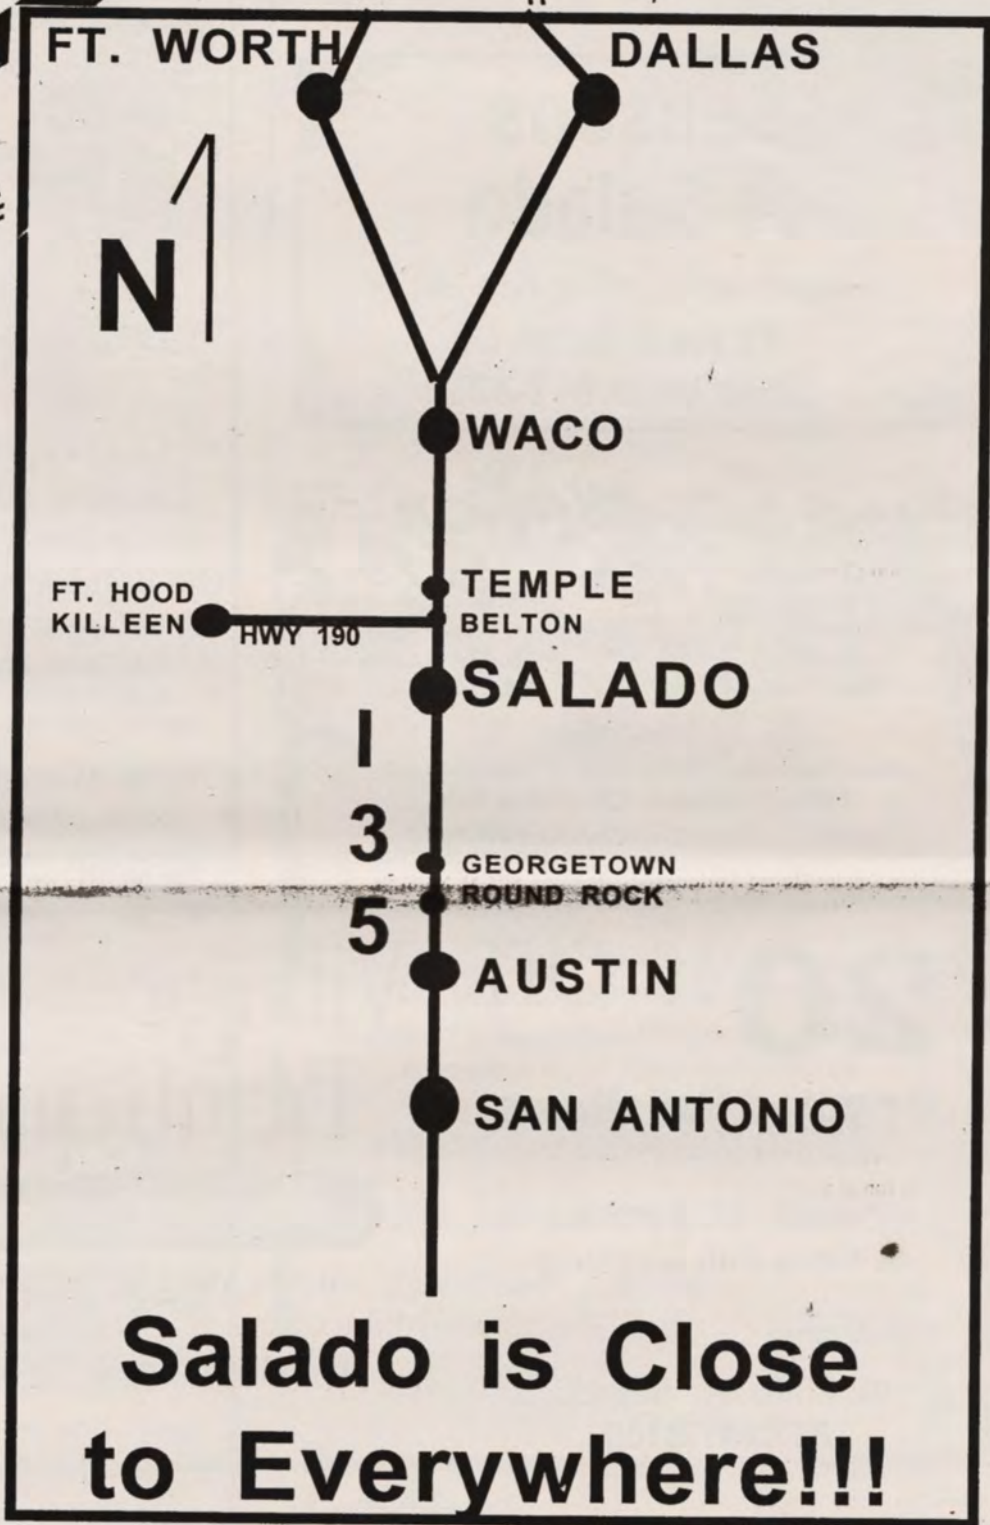 FT. WORTH
DALLAS
N
WACO
TEMPLE
FT. HOOD
KILLEEN
HWY 190
BELTON
SALADO
I
3
5
GEORGETOWN
ROUND ROCK
AUSTIN
SAN ANTONIO
Salado is Close
to Everywhere!!!